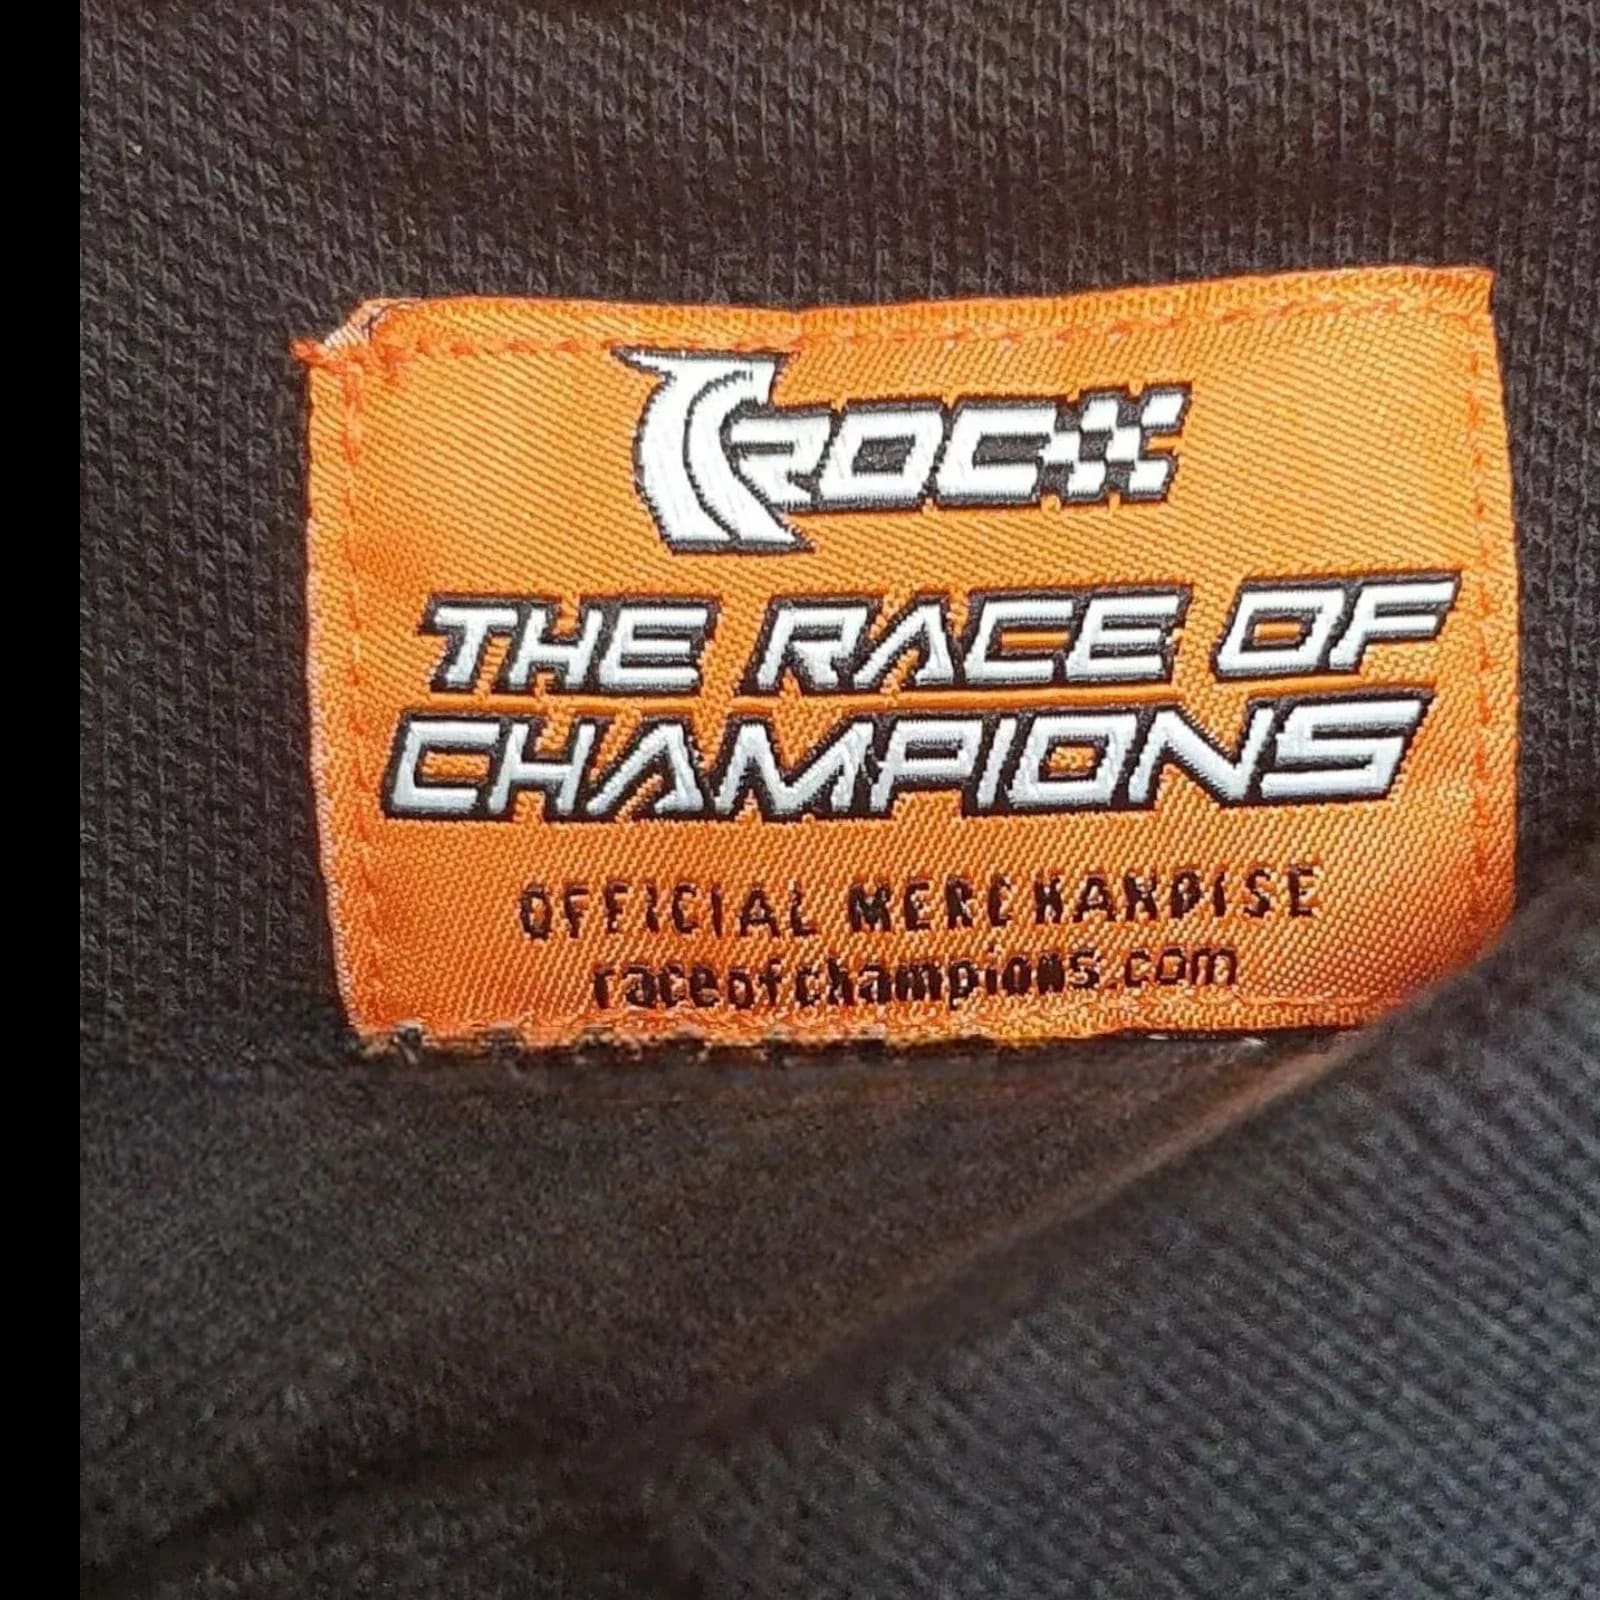 ROC
THE RACE OF
CHAMPIONS
OFFICIAL MERCHANDISE
raceofchampions.com